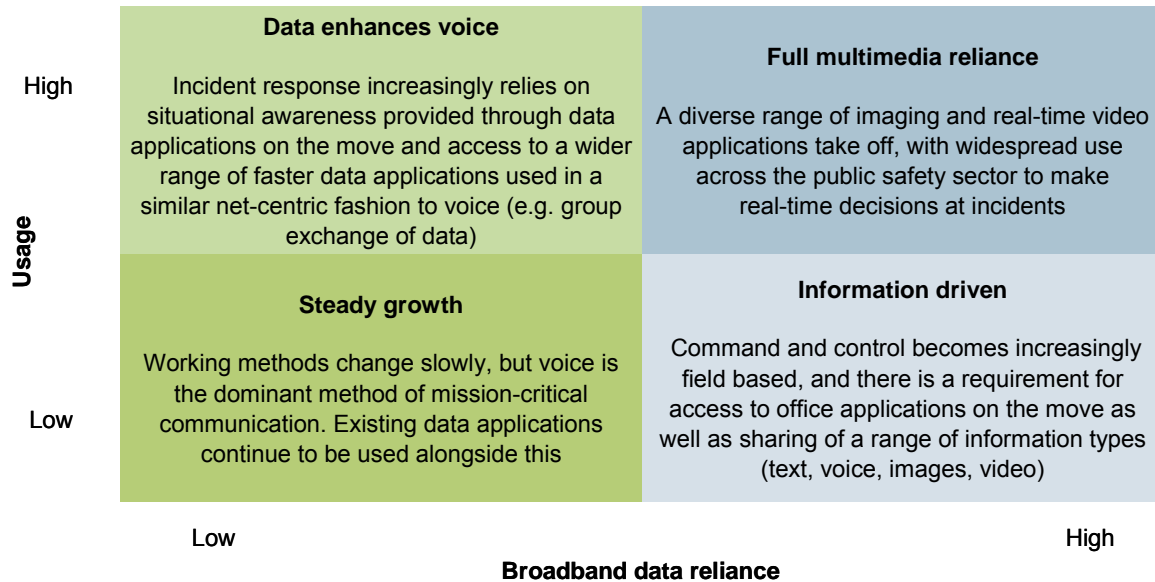 Data enhances voice
Incident response increasingly relies on
situational awareness provided through data
applications on the move and access to a wider
range of faster data applications used in a
similar net-centric fashion to voice (e.g. group
exchange of data)
Full multimedia reliance
A diverse range of imaging and real-time video
applications take off, with widespread use
across the public safety sector to make
real-time decisions at incidents
High
Usage
Steady growth
Working methods change slowly, but voice is
the dominant method of mission-critical
communication. Existing data applications
continue to be used alongside this
Information driven
Command and control becomes increasingly
field based, and there is a requirement for
access to office applications on the move as
well as sharing of a range of information types
(text, voice, images, video)
Low
Low
High
Broadband data reliance